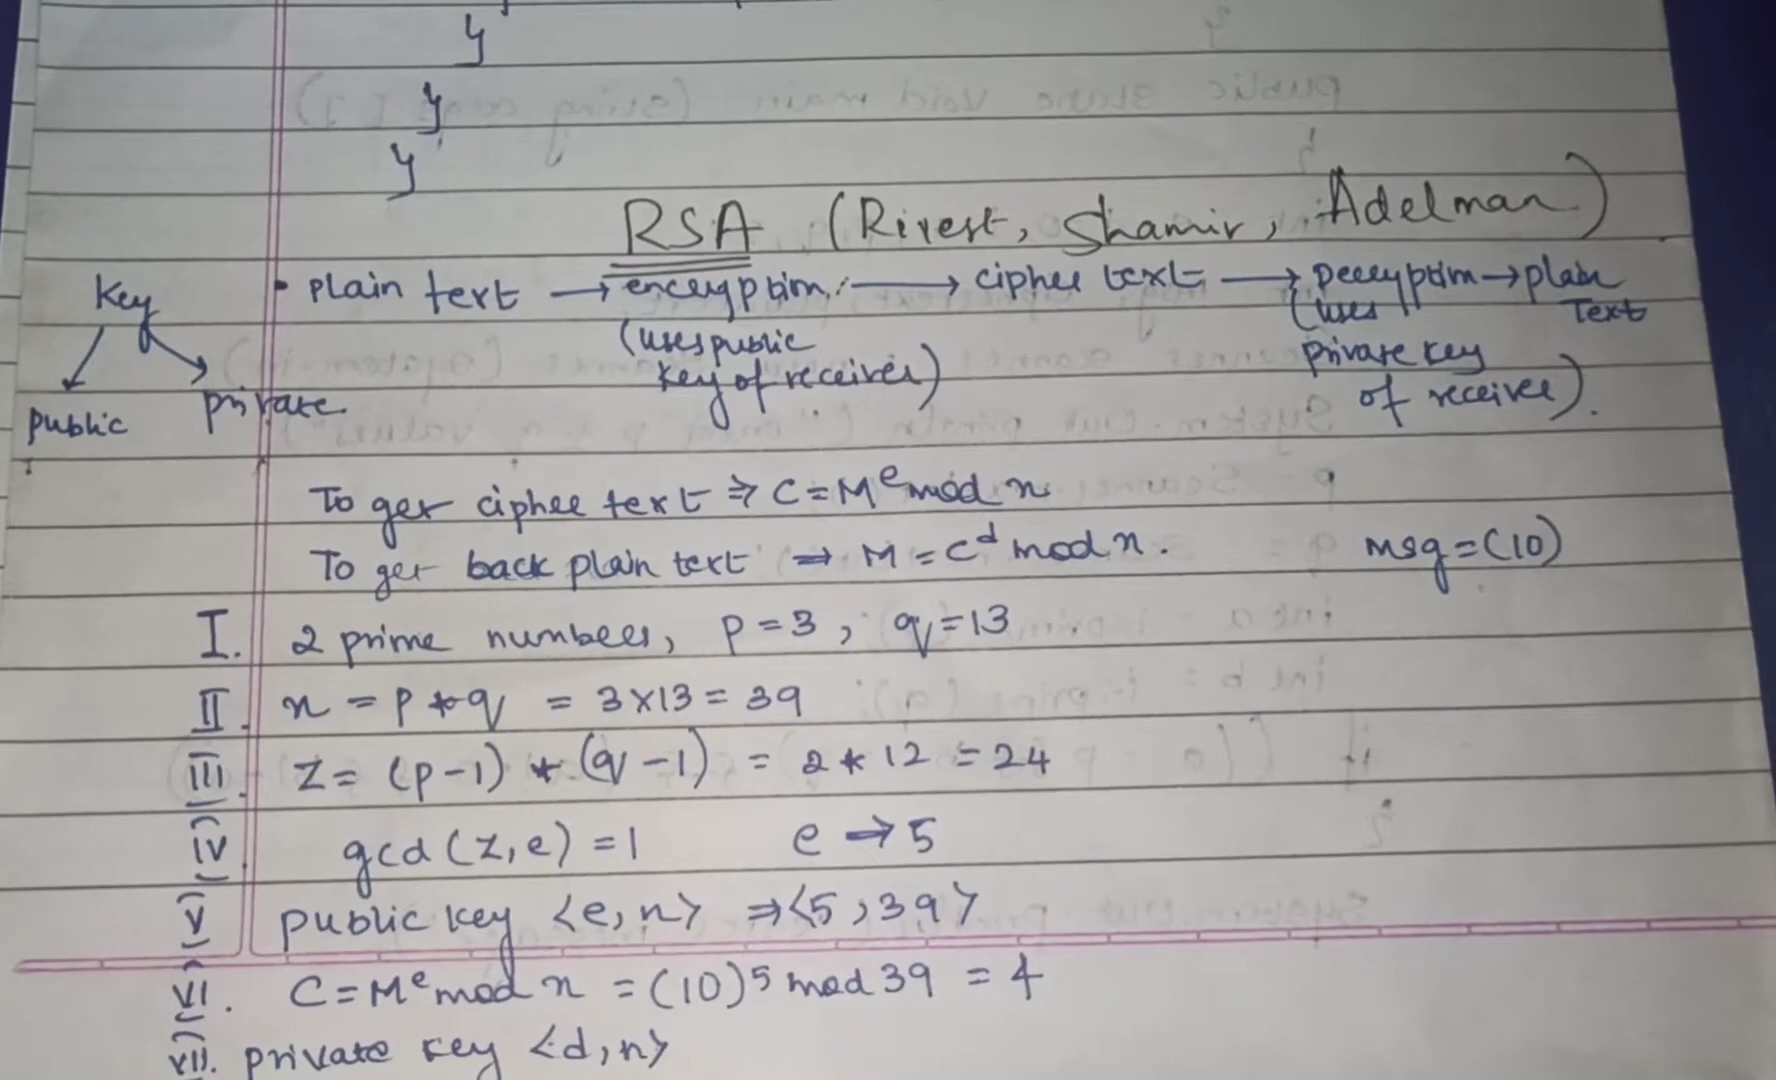 y
y
y
RSA (Rivest, Shamir, Adelman)
Key
public
private
• plain text → encryption → cipher text → Decryption → plain Text
(uses public
key of receiver)
(uses
private key
of receiver).
To get cipher text ⇒ C = M^e mod n
To get back plain text ⇒ M = C^d mod n. msg = (10)
I. 2 prime numbers, p = 3, q = 13
II. n = p * q = 3 x 13 = 39
III. z = (p-1) * (q-1) = 2 * 12 = 24
IV. gcd (z, e) = 1 e → 5
V. public key <e, n> ⇒ <5, 39>
VI. C = M^e mod n = (10)^5 mod 39 = 4
VII. private key <d, n>